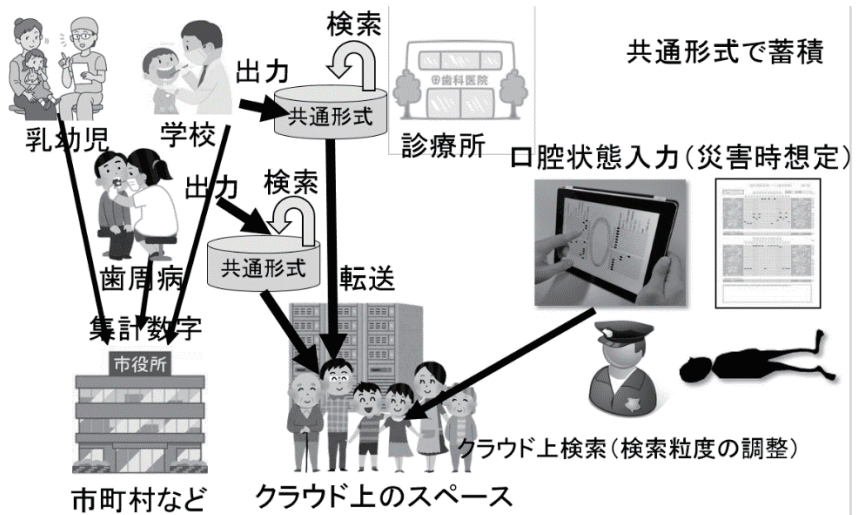 乳幼児
学校
出力
検索
共通形式
歯科医院
診療所
共通形式で蓄積
口腔状態入力（災害時想定）
歯周病
出力
検索
共通形式
転送
集計数字
市役所
市町村など
クラウド上のスペース
クラウド上検索（検索粒度の調整）